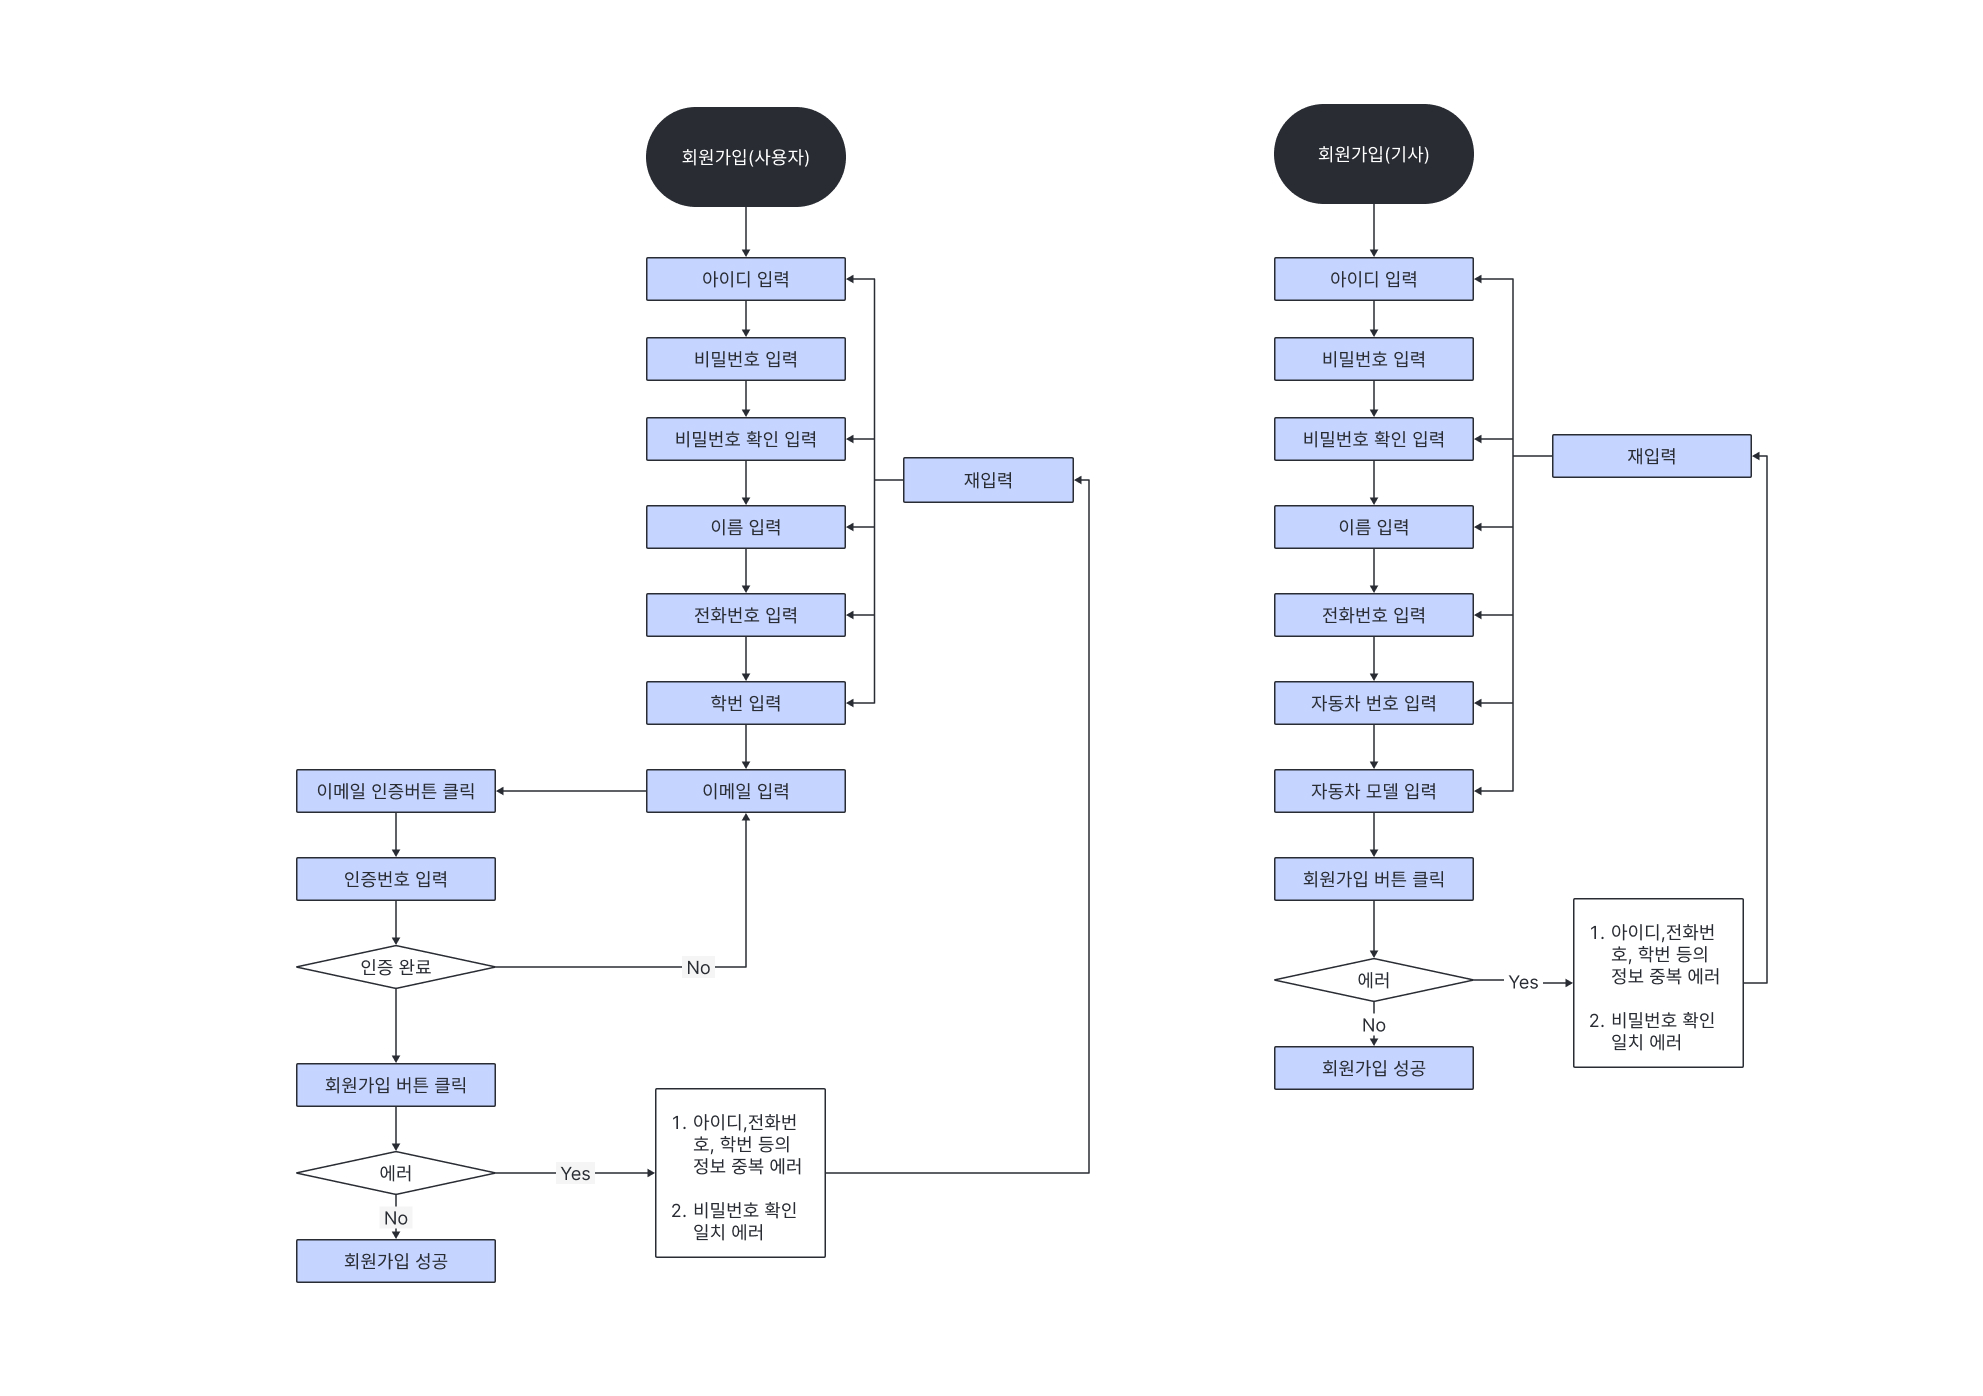 회원가입(사용자)
아이디 입력
비밀번호 입력
비밀번호 확인 입력
재입력
이름 입력
전화번호 입력
학번 입력
이메일 입력
이메일 인증버튼 클릭
인증번호 입력
인증 완료
No
회원가입 버튼 클릭
에러
Yes
1. 아이디,전화번
호, 학번 등의
정보 중복 에러
2. 비밀번호 확인
일치 에러
No
회원가입 성공
회원가입(기사)
아이디 입력
비밀번호 입력
비밀번호 확인 입력
재입력
이름 입력
전화번호 입력
자동차 번호 입력
자동차 모델 입력
회원가입 버튼 클릭
에러
Yes
1. 아이디,전화번
호, 학번 등의
정보 중복 에러
2. 비밀번호 확인
일치 에러
No
회원가입 성공